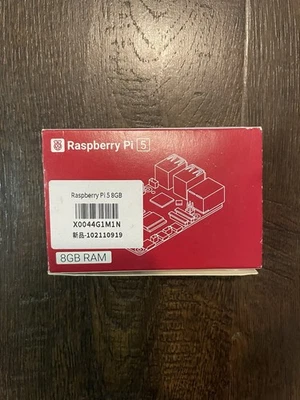 Raspberry Pi 5
Raspberry Pi 5 8GB
X0044G1M1N
新品-102110919
8GB RAM